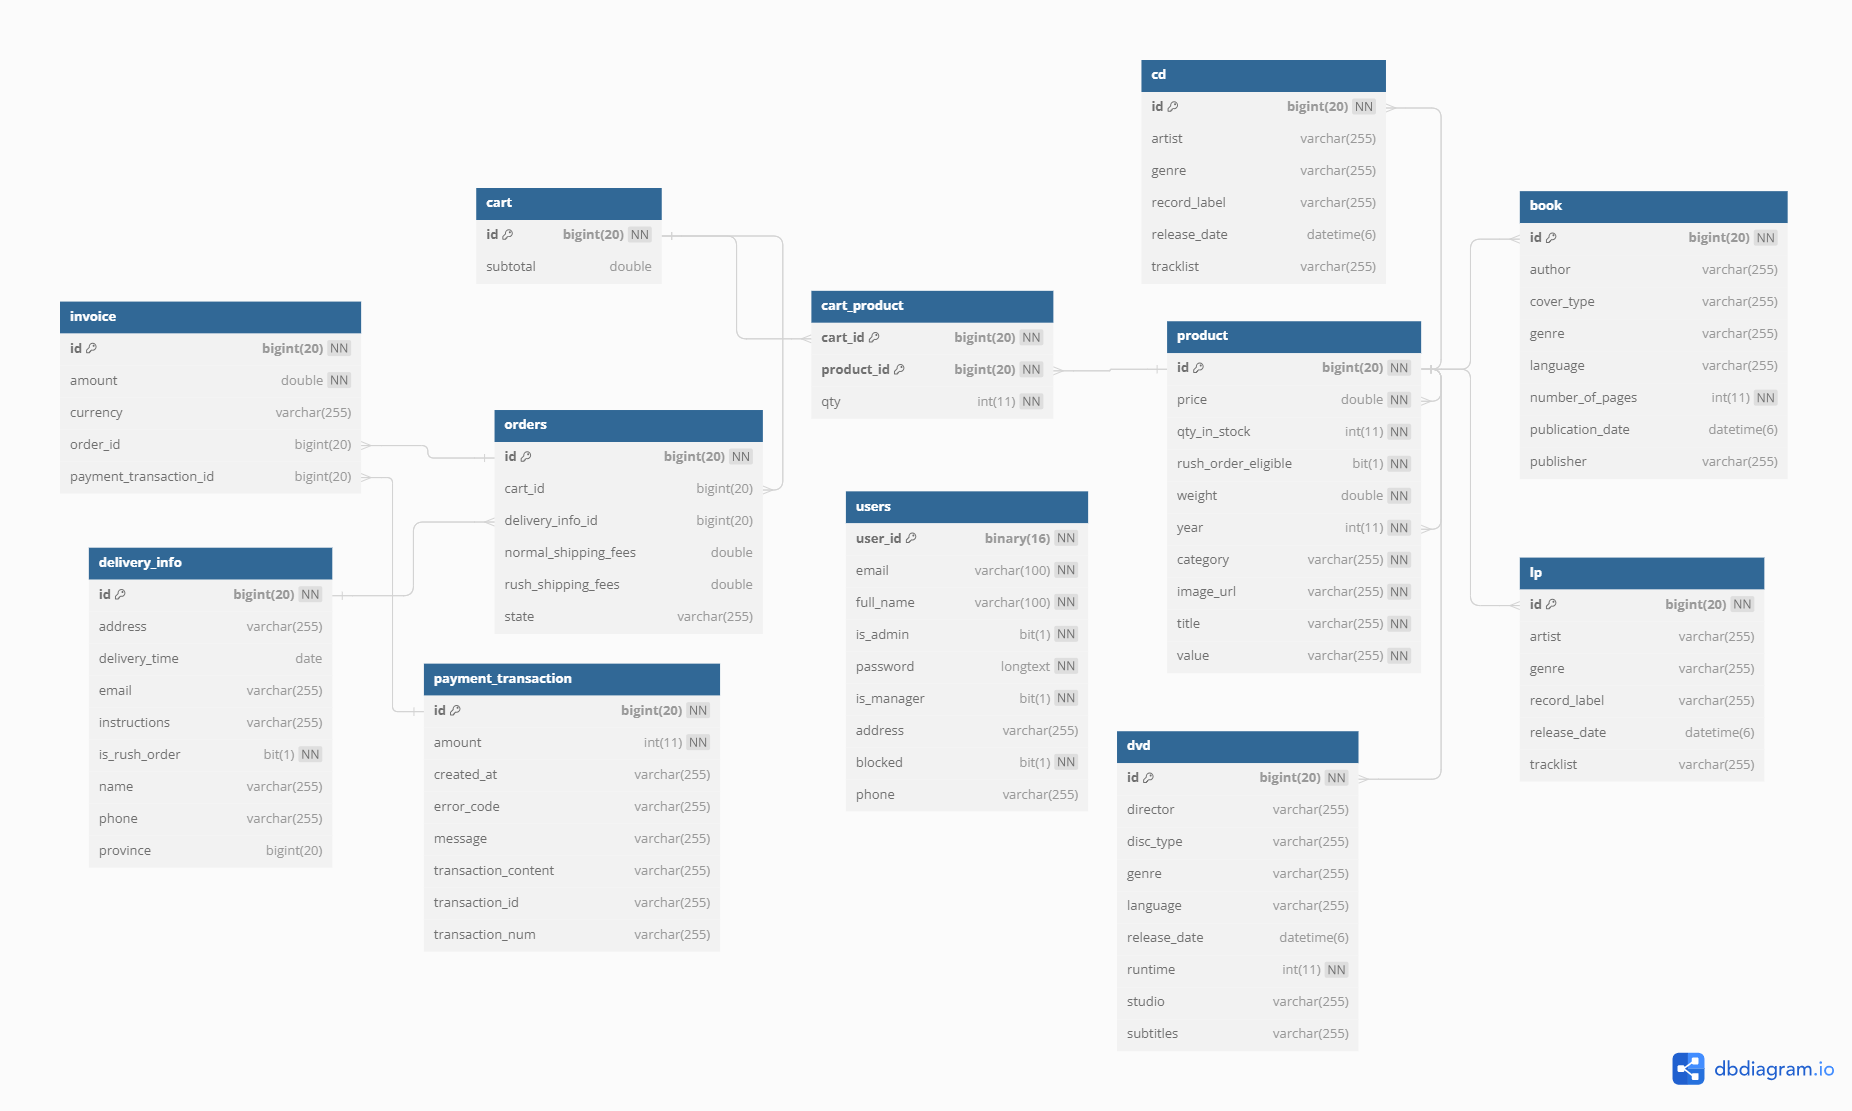 cd
id bigint(20) NN
artist varchar(255)
genre varchar(255)
record_label varchar(255)
release_date datetime(6)
tracklist varchar(255)
cart
id bigint(20) NN
subtotal double
book
id bigint(20) NN
author varchar(255)
cover_type varchar(255)
genre varchar(255)
language varchar(255)
number_of_pages int(11) NN
publication_date datetime(6)
publisher varchar(255)
invoice
id bigint(20) NN
amount double NN
currency varchar(255)
order_id bigint(20)
payment_transaction_id bigint(20)
cart_product
cart_id bigint(20) NN
product_id bigint(20) NN
qty int(11) NN
product
id bigint(20) NN
price double NN
qty_in_stock int(11) NN
rush_order_eligible bit(1) NN
weight double NN
year int(11) NN
category varchar(255) NN
image_url varchar(255) NN
title varchar(255) NN
value varchar(255) NN
orders
id bigint(20) NN
cart_id bigint(20)
delivery_info_id bigint(20)
normal_shipping_fees double
rush_shipping_fees double
state varchar(255)
users
user_id binary(16) NN
email varchar(100) NN
full_name varchar(100) NN
is_admin bit(1) NN
password longtext NN
is_manager bit(1) NN
address varchar(255)
blocked bit(1) NN
phone varchar(255)
delivery_info
id bigint(20) NN
address varchar(255)
delivery_time date
email varchar(255)
instructions varchar(255)
is_rush_order bit(1) NN
name varchar(255)
phone varchar(255)
province bigint(20)
lp
id bigint(20) NN
artist varchar(255)
genre varchar(255)
record_label varchar(255)
release_date datetime(6)
tracklist varchar(255)
payment_transaction
id bigint(20) NN
amount int(11) NN
created_at varchar(255)
error_code varchar(255)
message varchar(255)
transaction_content varchar(255)
transaction_id varchar(255)
transaction_num varchar(255)
dvd
id bigint(20) NN
director varchar(255)
disc_type varchar(255)
genre varchar(255)
language varchar(255)
release_date datetime(6)
runtime int(11) NN
studio varchar(255)
subtitles varchar(255)
dbdiagram.io